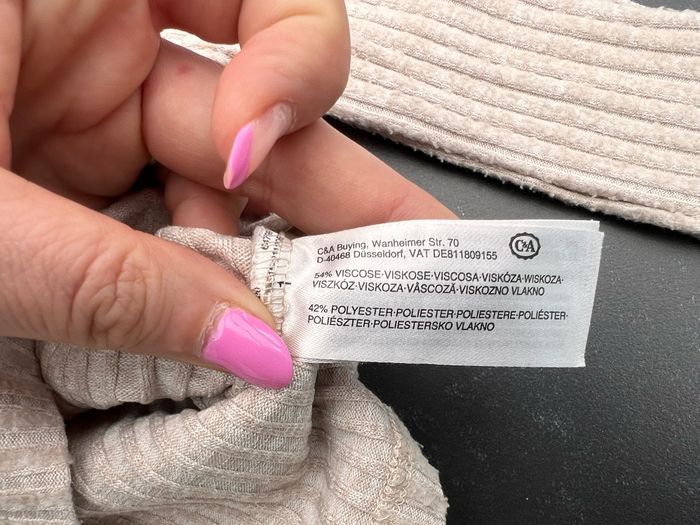 C&A Buying, Wanheimer Str. 70
D-40468 Düsseldorf, VAT DE811809155
C&A
54% VISCOSE·VISKOSE·VISCOSA·VISKÓZA·WISKOZA·
VISZKÓZ·VISKOZA·VÂSCOZĂ·VISKOZNO VLAKNO
42% POLYESTER·POLIESTER·POLIESTERE·POLIÉSTER·
POLIÉSZTER·POLIESTERSKO VLAKNO